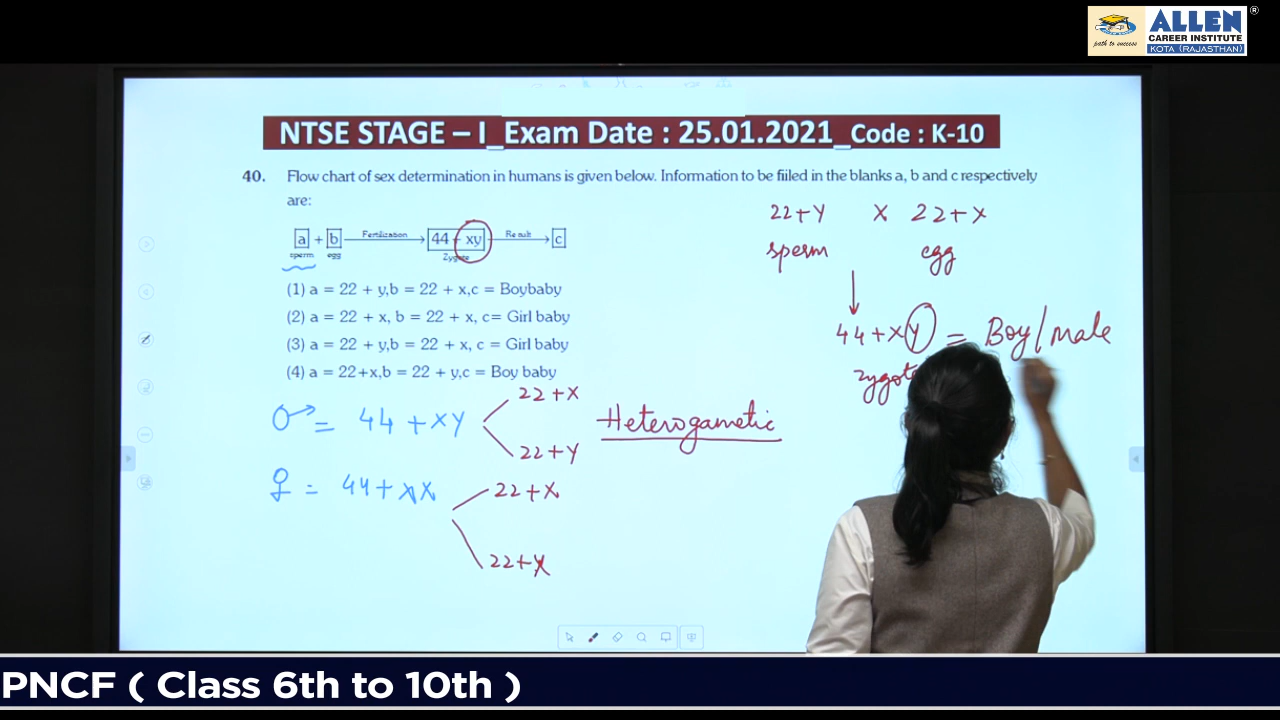 ALLEN
®
path to success
CAREER INSTITUTE
KOTA (RAJASTHAN)
NTSE STAGE – I_Exam Date : 25.01.2021_Code : K-10
40. Flow chart of sex determination in humans is given below. Information to be fiiled in the blanks a, b and c respectively
are:
a + b Fertilization 44 + xy Result c
sperm egg Zygote
(1) a = 22 + y,b = 22 + x,c = Boybaby
(2) a = 22 + x, b = 22 + x, c= Girl baby
(3) a = 22 + y,b = 22 + x, c = Girl baby
(4) a = 22+x,b = 22 + y,c = Boy baby
22+Y X 22+X
sperm egg
44+XY = Boy/Male
zygote
♂ = 44+XY
22+X
22+Y
Heterogametic
♀ = 44+XX
22+X
22+X
PNCF ( Class 6th to 10th )